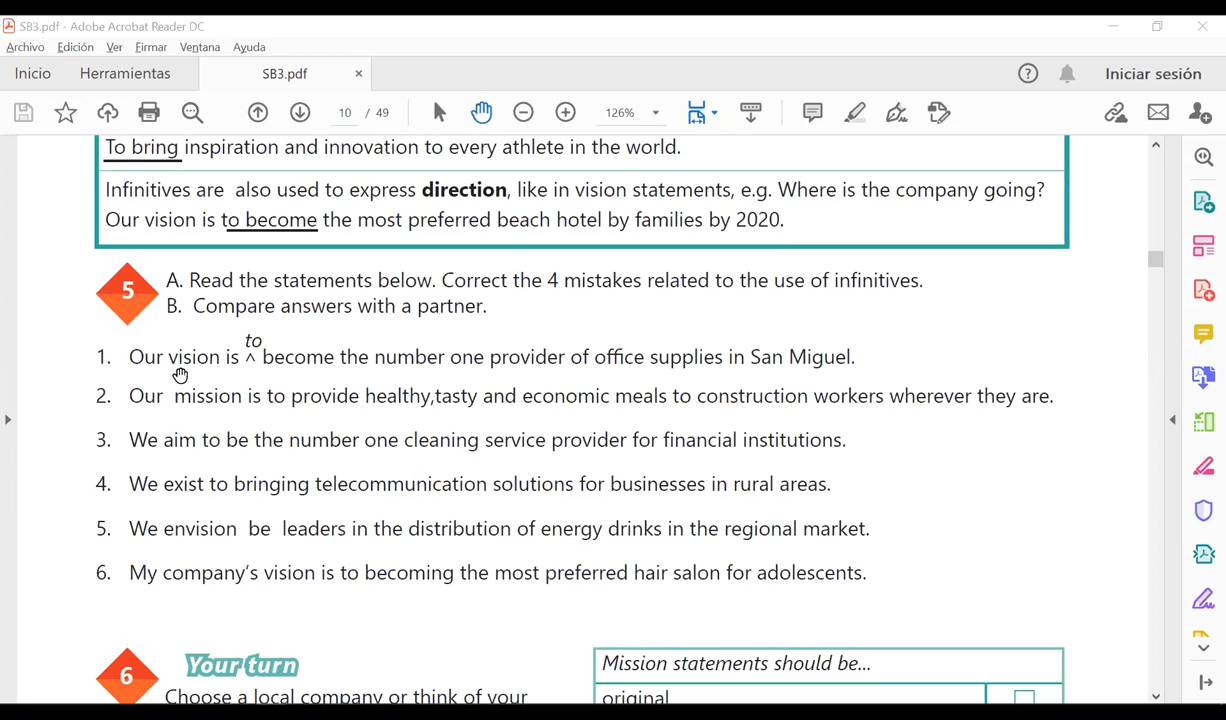 SB3.pdf - Adobe Acrobat Reader DC
Archivo Edición Ver Firmar Ventana Ayuda
Inicio Herramientas SB3.pdf × Iniciar sesión
10 / 49 126%
To bring inspiration and innovation to every athlete in the world.
Infinitives are also used to express direction, like in vision statements, e.g. Where is the company going?
Our vision is to become the most preferred beach hotel by families by 2020.
5 A. Read the statements below. Correct the 4 mistakes related to the use of infinitives.
B. Compare answers with a partner.
to
1. Our vision is ^ become the number one provider of office supplies in San Miguel.
2. Our mission is to provide healthy,tasty and economic meals to construction workers wherever they are.
3. We aim to be the number one cleaning service provider for financial institutions.
4. We exist to bringing telecommunication solutions for businesses in rural areas.
5. We envision be leaders in the distribution of energy drinks in the regional market.
6. My company's vision is to becoming the most preferred hair salon for adolescents.
6 Your turn
Mission statements should be...
Choose a local company or think of your
original